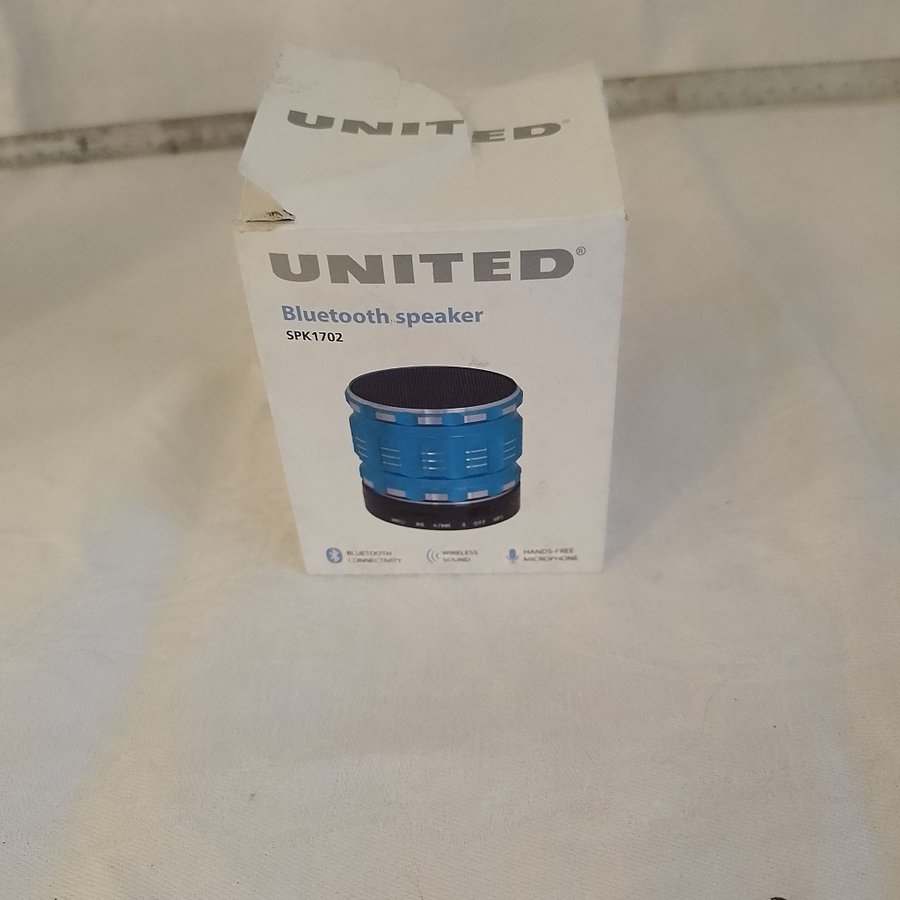 UNITED®
UNITED®
Bluetooth speaker
SPK1702
BLUETOOTH
CONNECTIVITY
WIRELESS
SOUND
HANDS-FREE
MICROPHONE